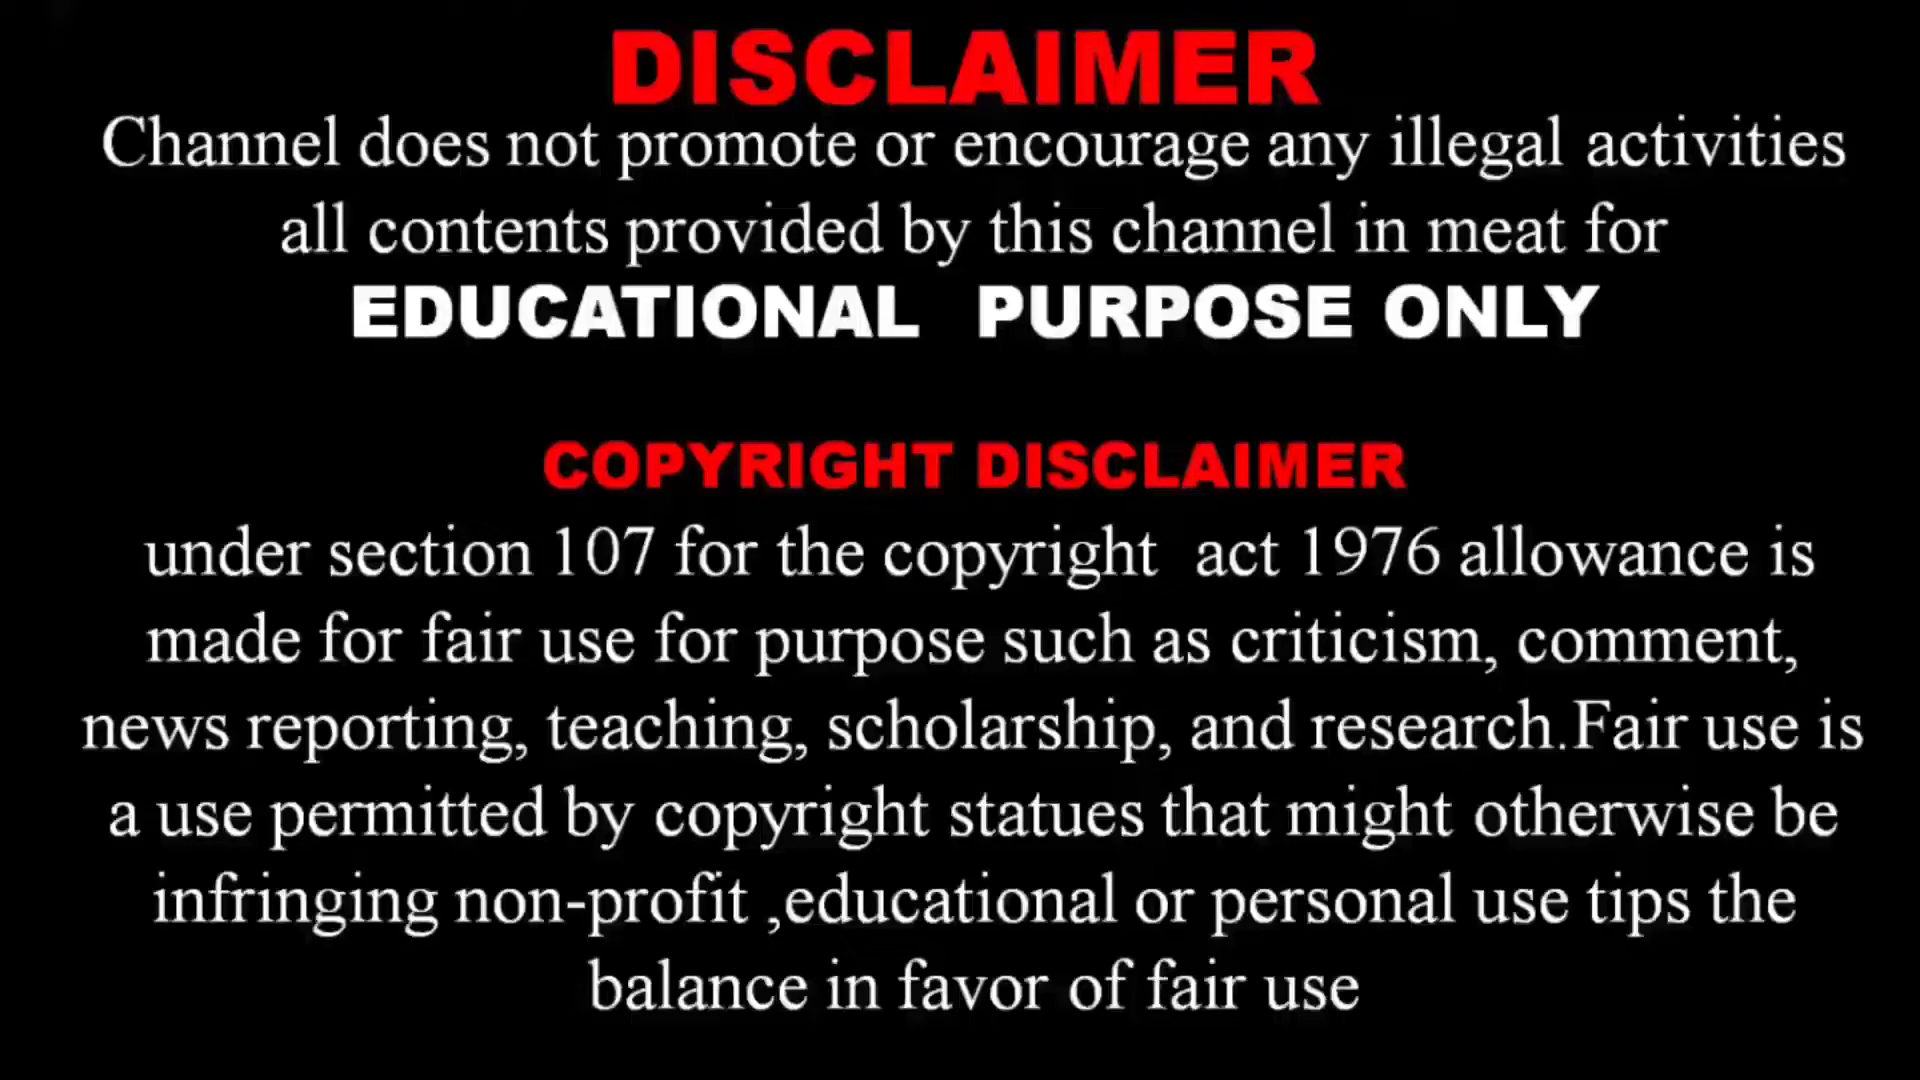 DISCLAIMER
Channel does not promote or encourage any illegal activities
all contents provided by this channel in meat for
EDUCATIONAL PURPOSE ONLY
COPYRIGHT DISCLAIMER
under section 107 for the copyright act 1976 allowance is
made for fair use for purpose such as criticism, comment,
news reporting, teaching, scholarship, and research.Fair use is
a use permitted by copyright statues that might otherwise be
infringing non-profit ,educational or personal use tips the
balance in favor of fair use